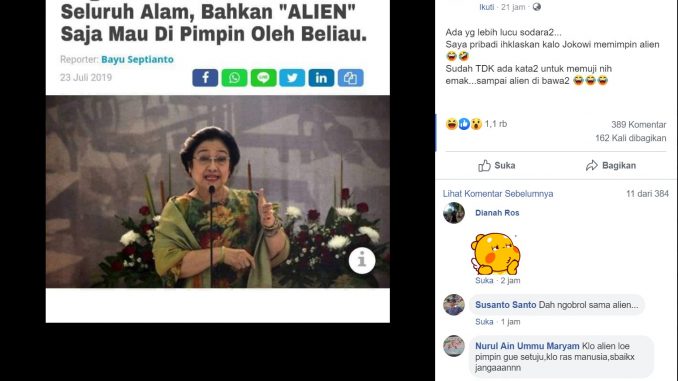 Seluruh Alam, Bahkan "ALIEN"
Saja Mau Di Pimpin Oleh Beliau.
Reporter: Bayu Septianto
23 Juli 2019
Ikuti · 21 jam ·
Ada yg lebih lucu sodara2...
Saya pribadi ihklaskan kalo Jokowi memimpin alien
Sudah TDK ada kata2 untuk memuji nih
emak...sampai alien di bawa2
1,1 rb
389 Komentar
162 Kali dibagikan
Suka
Bagikan
Lihat Komentar Sebelumnya
11 dari 384
Dianah Ros
Suka · 2 jam
Susanto Santo Dah ngobrol sama alien...
Suka · 1 jam
Nurul Ain Ummu Maryam Klo alien loe
pimpin gue setuju,klo ras manusia,sbaikx
jangaaannn